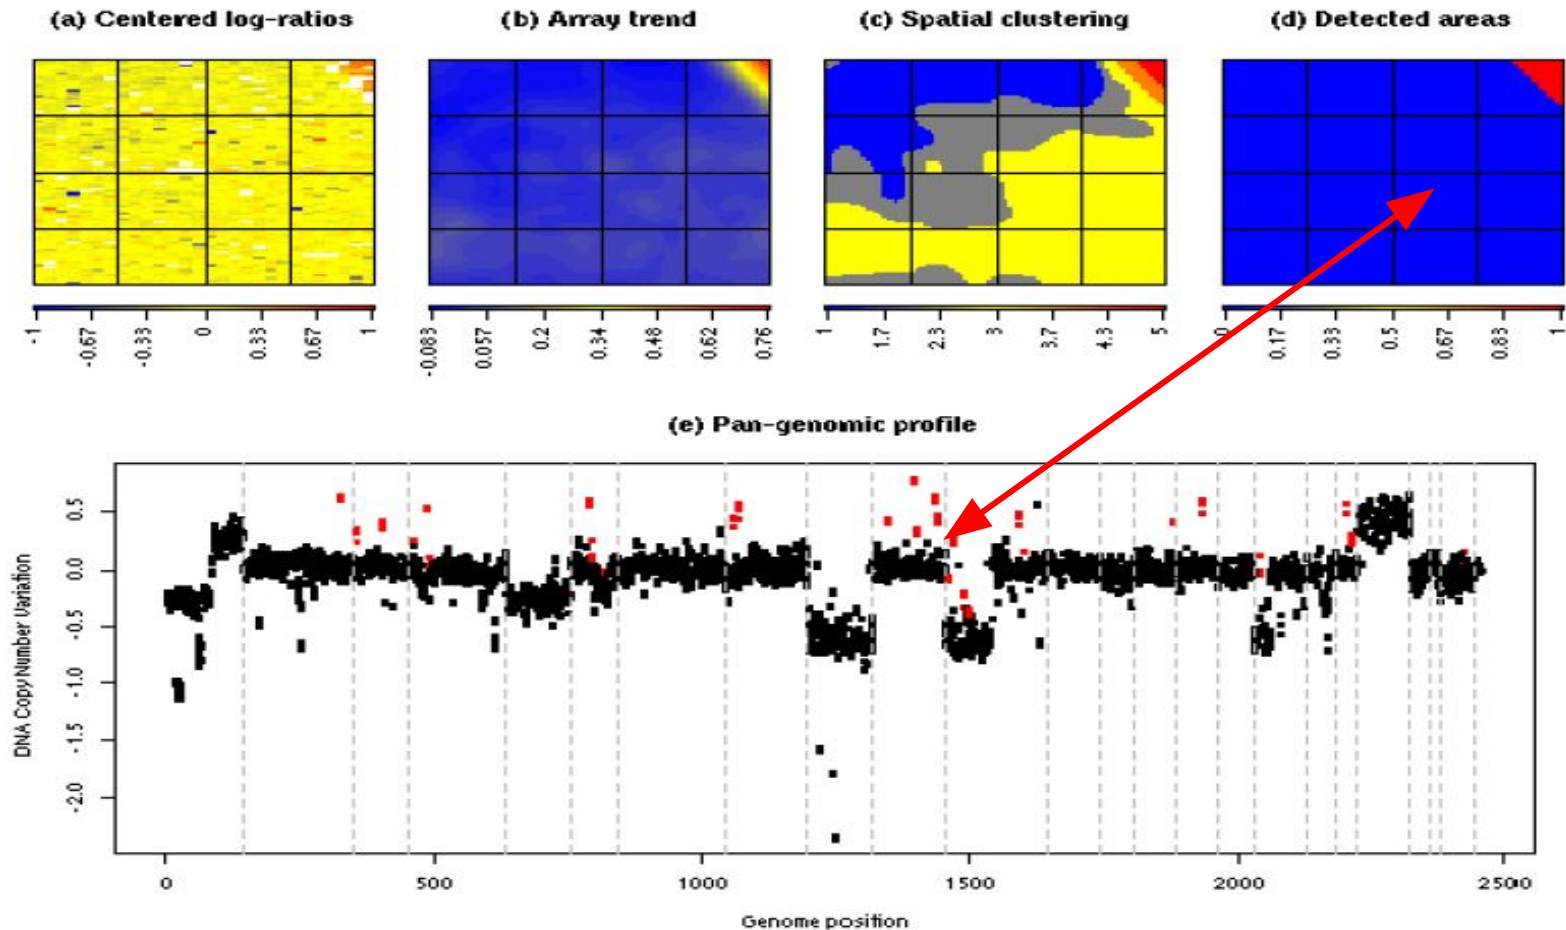 (a) Centered log-ratios
(b) Array trend
(c) Spatial clustering
(d) Detected areas
-1 -0.67 -0.33 0 0.33 0.67 1
-0.083 0.057 0.2 0.34 0.48 0.62 0.76
1 1.7 2.3 3 3.7 4.3 5
0 0.17 0.33 0.5 0.67 0.83 1
(e) Pan-genomic profile
DNA Copy Number Variation
0.5
0.0
-0.5
-1.0
-1.5
-2.0
0 500 1000 1500 2000 2500
Genome position